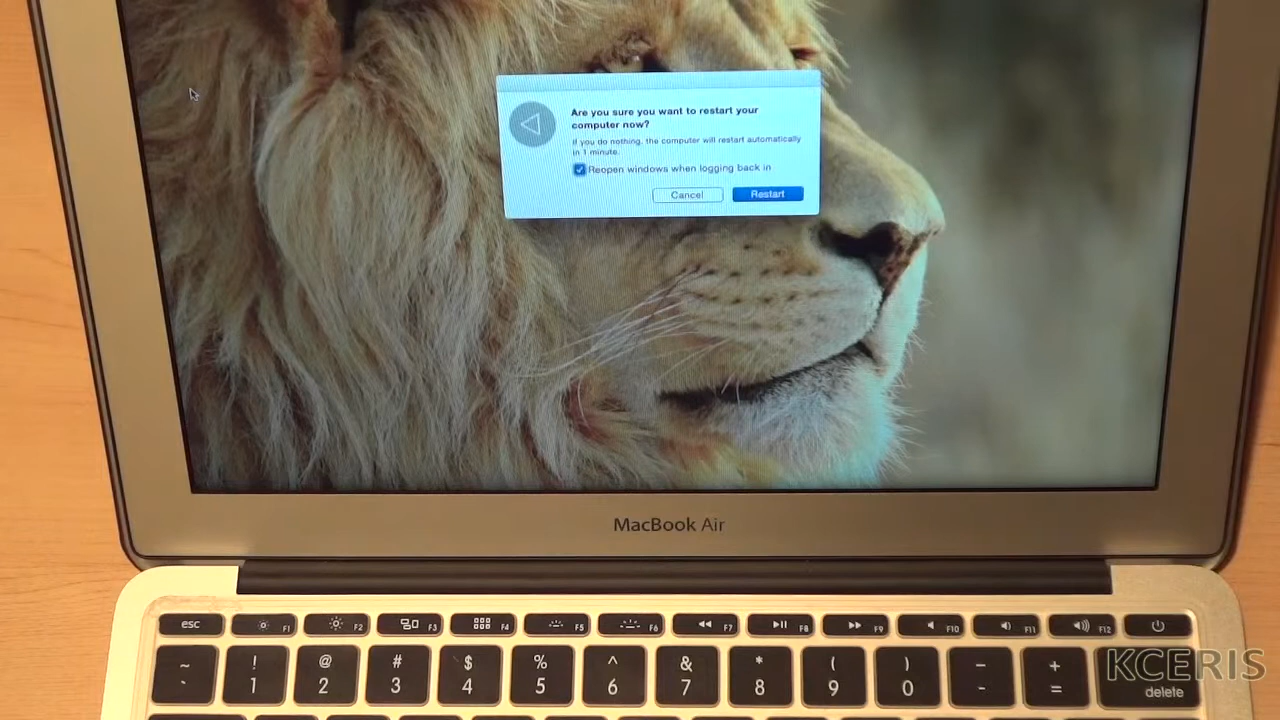 Are you sure you want to restart your
computer now?
If you do nothing, the computer will restart automatically
in 1 minute.
Reopen windows when logging back in
Cancel
Restart
MacBook Air
esc F1 F2 F3 F4 F5 F6 F7 F8 F9 F10 F11 F12
~ ! @ # $ % ^ & * ( ) - +
` 1 2 3 4 5 6 7 8 9 0 - =
delete
KCERIS